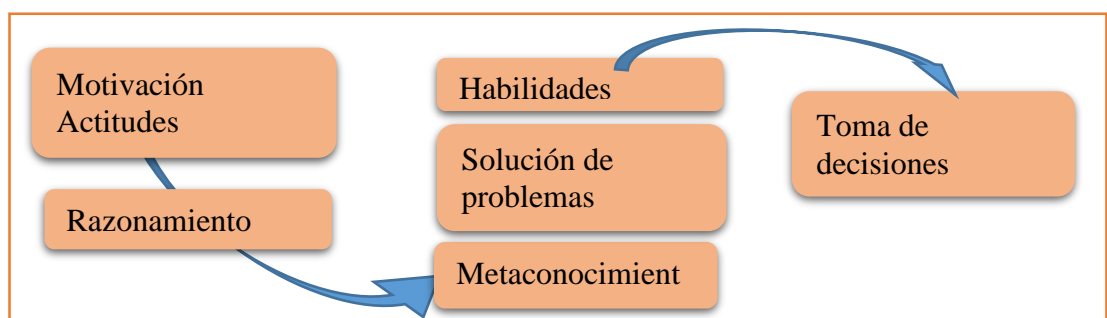 Motivación
Actitudes
Razonamiento
Habilidades
Solución de
problemas
Metaconocimient
Toma de
decisiones